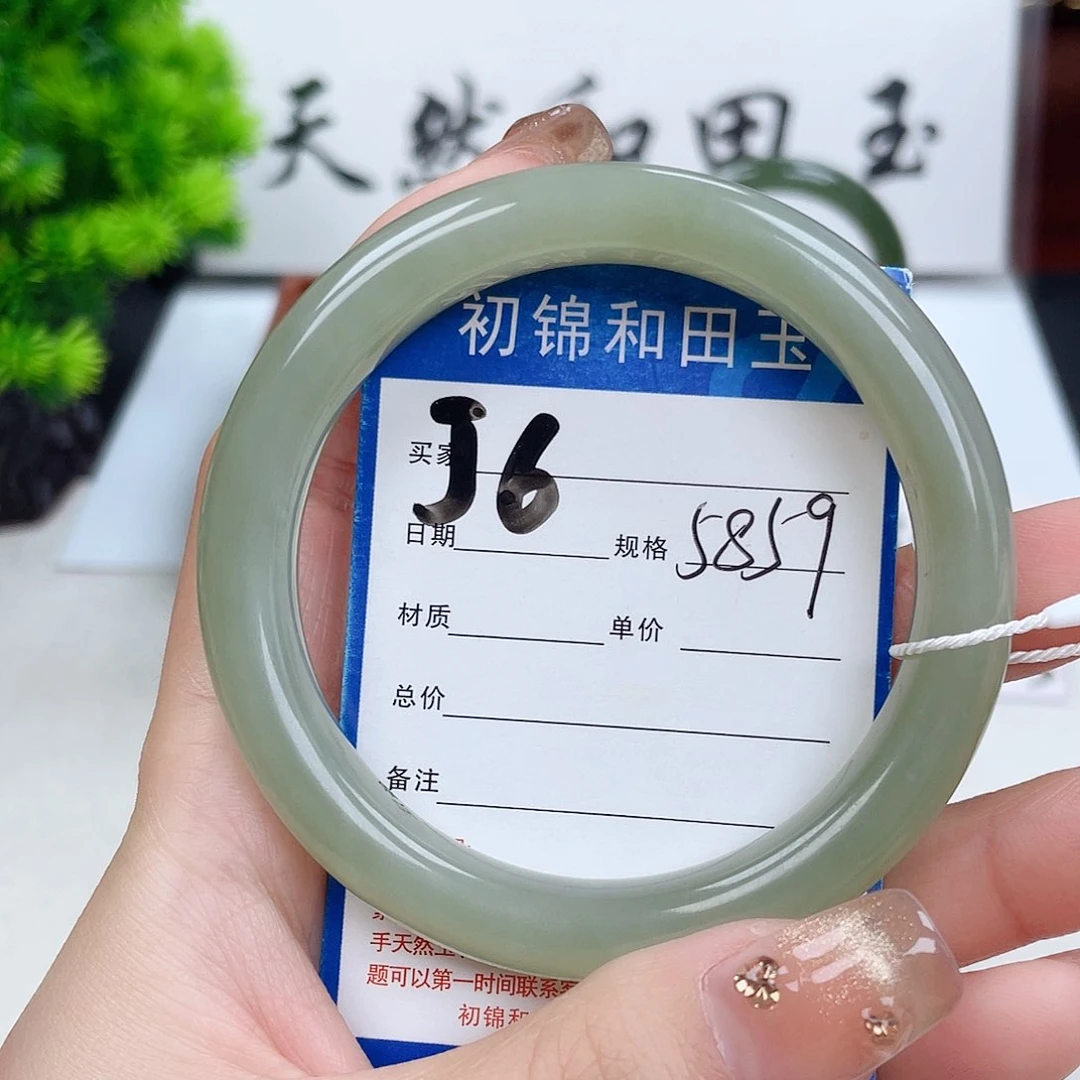 天然和田玉
初锦和田玉
买家 J6
日期 规格 5859
材质 单价
总价
备注
手天然
题可以第一时间联系
初锦和